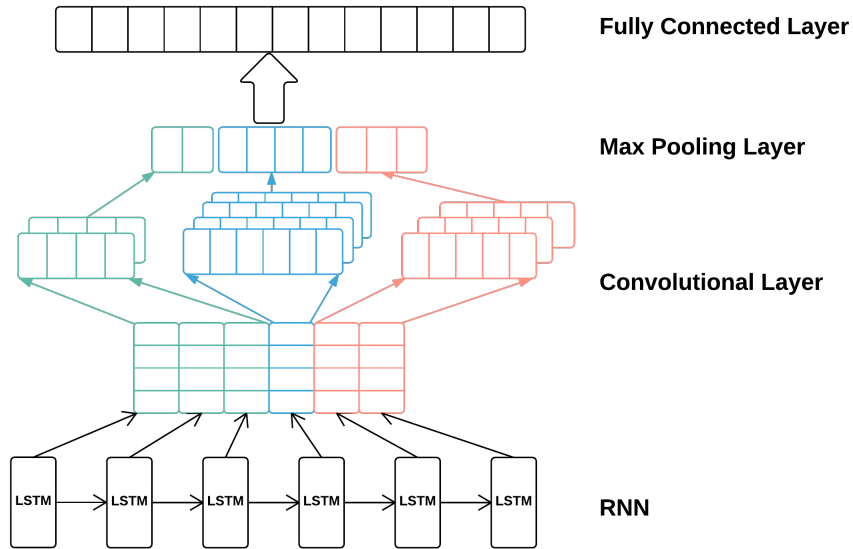 Fully Connected Layer
Max Pooling Layer
Convolutional Layer
LSTM LSTM LSTM LSTM LSTM LSTM
RNN